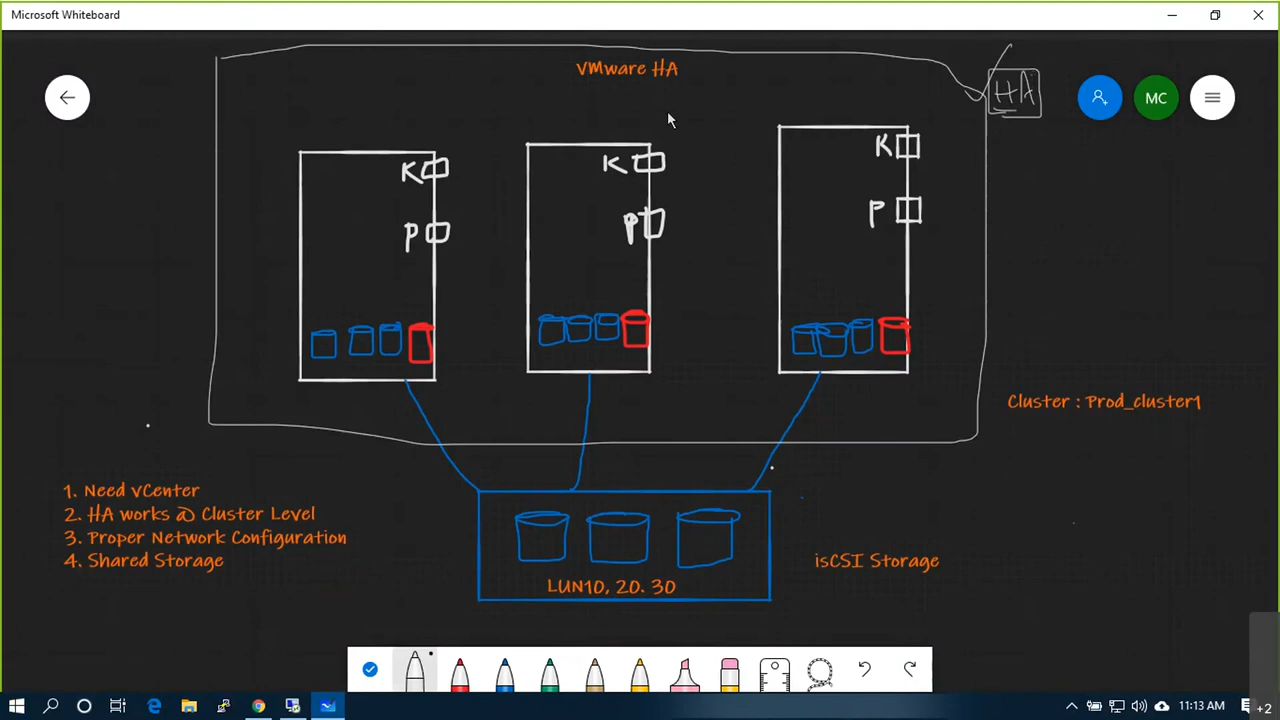 Microsoft Whiteboard
VMware HA
HA
MC
K
K
K
P
P
P
Cluster : Prod_cluster1
1. Need vCenter
2. HA works @ Cluster Level
3. Proper Network Configuration
4. Shared Storage
isCSI Storage
LUN10, 20. 30
11:13 AM
+2